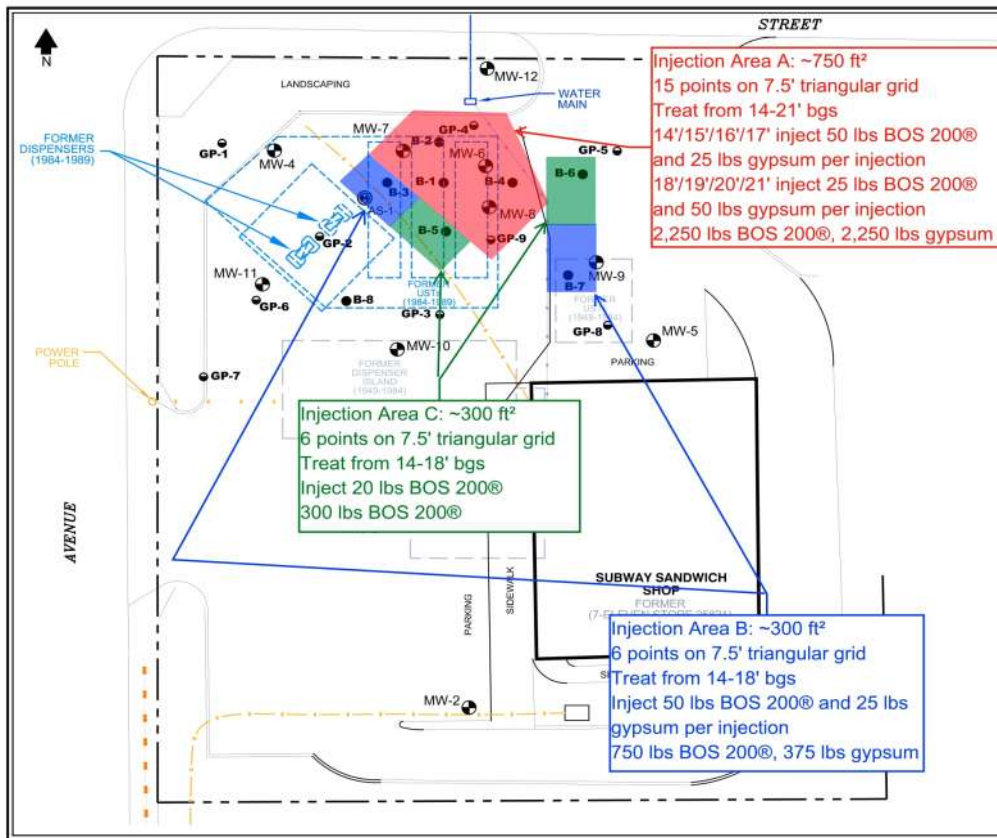 STREET
N
LANDSCAPING
MW-12
WATER
MAIN
Injection Area A: ~750 ft²
15 points on 7.5' triangular grid
Treat from 14-21' bgs
14'/15'/16'/17' inject 50 lbs BOS 200®
and 25 lbs gypsum per injection
18'/19'/20'/21' inject 25 lbs BOS 200®
and 50 lbs gypsum per injection
2,250 lbs BOS 200®, 2,250 lbs gypsum
FORMER
DISPENSERS
(1984-1989)
GP-1
MW-4
MW-7
B-2
GP-4
MW-6
GP-5
B-3
B-1
B-4
B-6
AS-1
MW-8
GP-2
B-5
GP-9
MW-11
GP-6
B-8
FORMER
USTs
(1984-1989)
GP-3
MW-9
B-7
FORMER
GP-8
MW-5
PARKING
POWER
POLE
GP-7
MW-10
FORMER
DISPENSER
ISLAND
(1949-1984)
Injection Area C: ~300 ft²
6 points on 7.5' triangular grid
Treat from 14-18' bgs
Inject 20 lbs BOS 200®
300 lbs BOS 200®
AVENUE
SIDEWALK
PARKING
SUBWAY SANDWICH
SHOP
FORMER
Injection Area B: ~300 ft²
6 points on 7.5' triangular grid
Treat from 14-18' bgs
Inject 50 lbs BOS 200® and 25 lbs
gypsum per injection
750 lbs BOS 200®, 375 lbs gypsum
MW-2